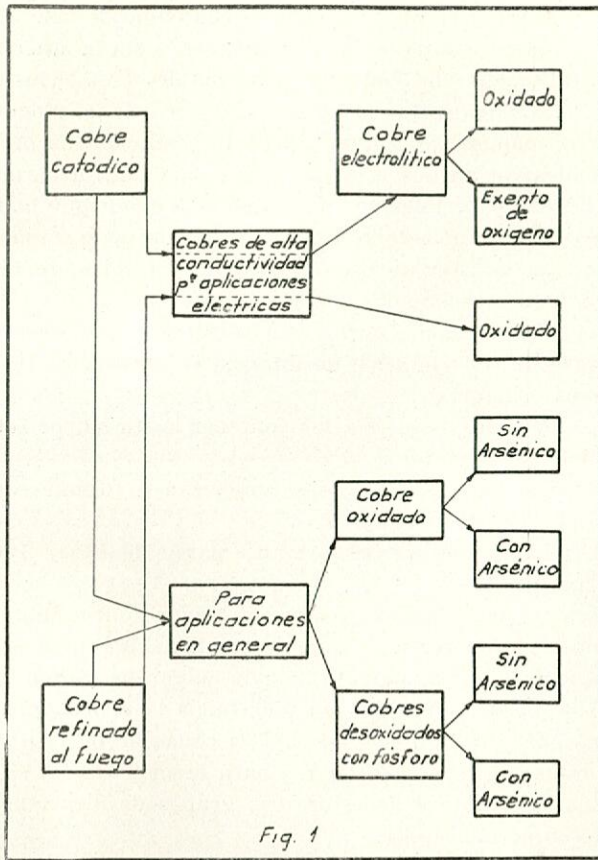 Cobre
catódico
Cobre
electrolítico
Oxidado
Exento
de
oxígeno
Cobres de alta
conductividad
pª aplicaciones
eléctricas
Oxidado
Cobre
oxidado
Sin
Arsénico
Con
Arsénico
Para
aplicaciones
en general
Cobre
refinado
al fuego
Cobres
desoxidados
con fósforo
Sin
Arsénico
Con
Arsénico
Fig. 1